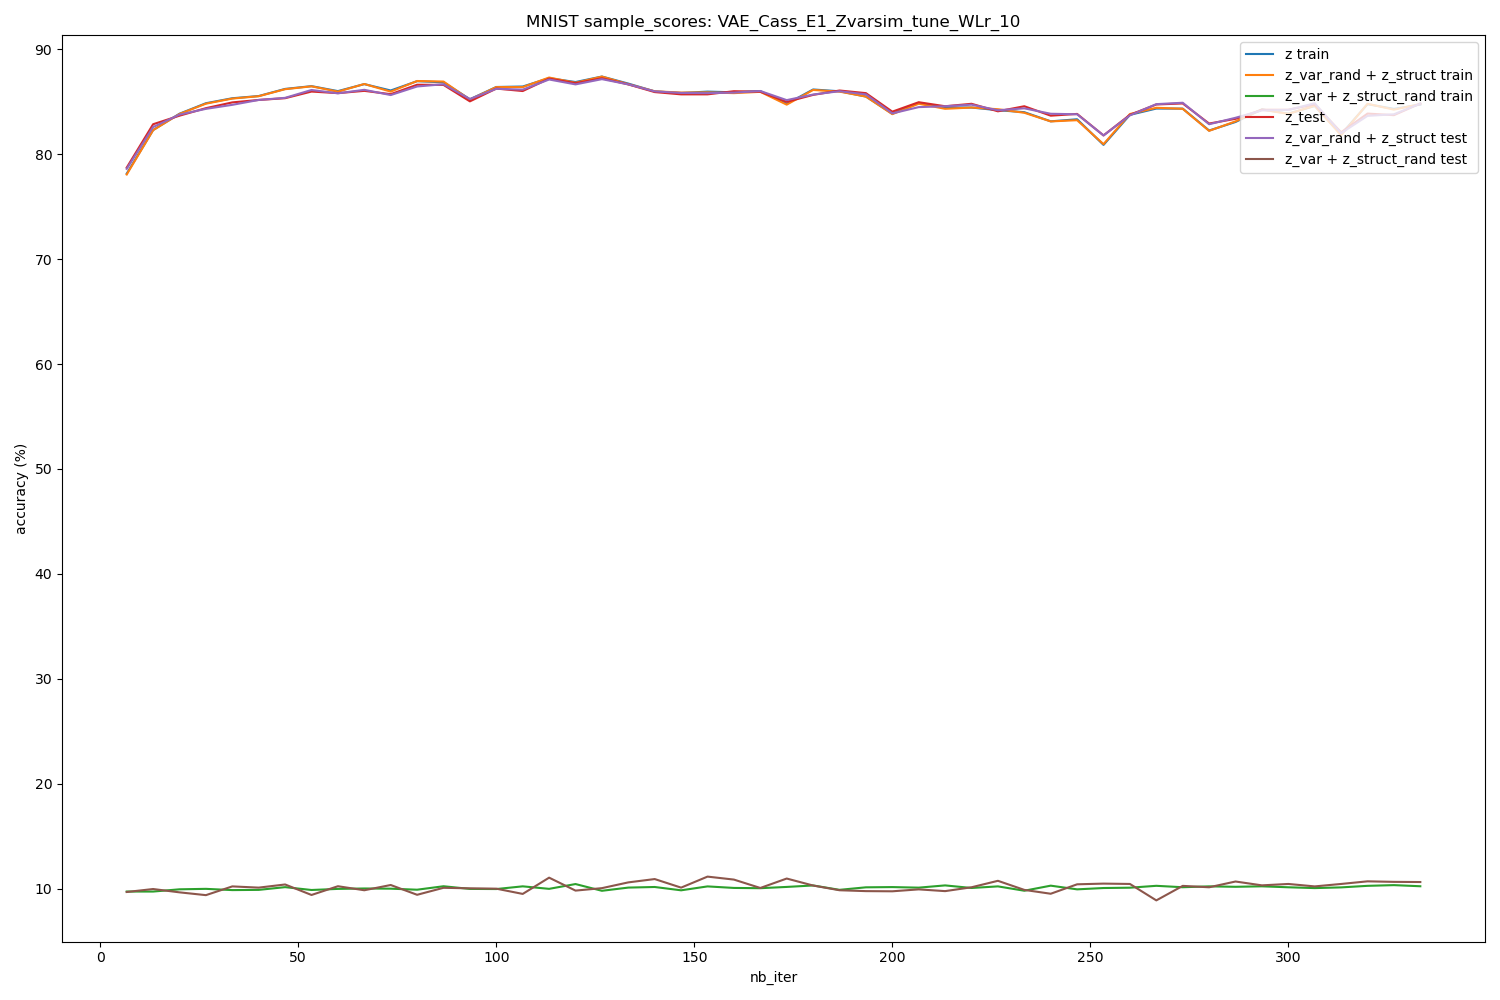 MNIST sample_scores: VAE_Cass_E1_Zvarsim_tune_WLr_10
90
80
70
60
50
40
30
20
10
accuracy (%)
0
50
100
150
200
250
300
nb_iter
z train
z_var_rand + z_struct train
z_var + z_struct_rand train
z_test
z_var_rand + z_struct test
z_var + z_struct_rand test